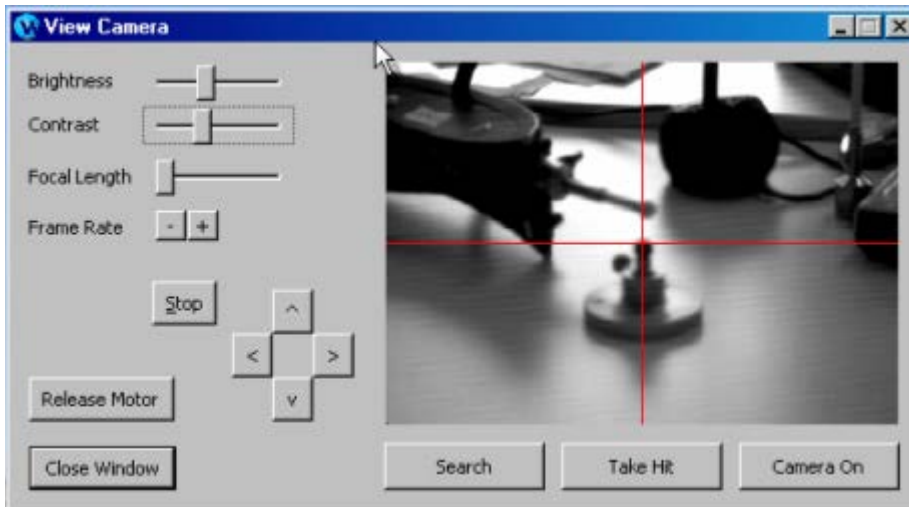 View Camera
Brightness
Contrast
Focal Length
Frame Rate - +
Stop
^
< >
v
Release Motor
Close Window
Search Take Hit Camera On